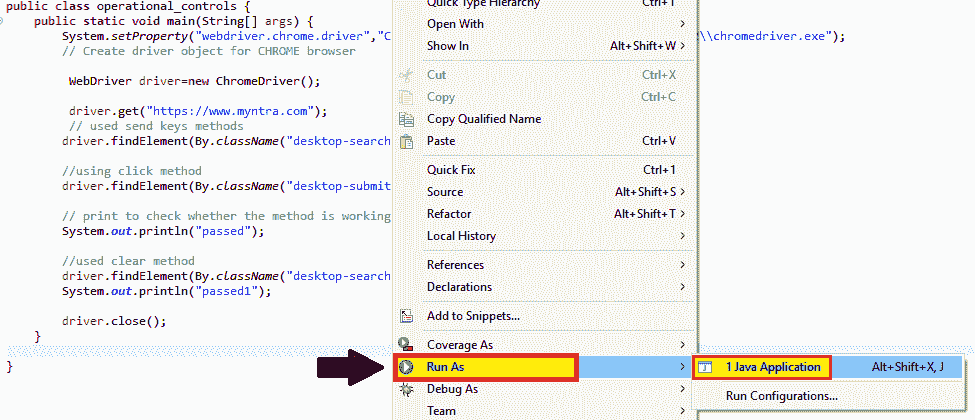 public class operational_controls {
public static void main(String[] args) {
System.setProperty("webdriver.chrome.driver","C
\\chromedriver.exe");
// Create driver object for CHROME browser
WebDriver driver=new ChromeDriver();
driver.get("https://www.myntra.com");
// used send keys methods
driver.findElement(By.className("desktop-search
//using click method
driver.findElement(By.className("desktop-submit
// print to check whether the method is working
System.out.println("passed");
//used clear method
driver.findElement(By.className("desktop-search
System.out.println("passed1");
driver.close();
}
}
Quick Type Hierarchy Ctrl+T
Open With
Show In Alt+Shift+W
Cut Ctrl+X
Copy Ctrl+C
Copy Qualified Name
Paste Ctrl+V
Quick Fix Ctrl+1
Source Alt+Shift+S
Refactor Alt+Shift+T
Local History
References
Declarations
Add to Snippets...
Coverage As
Run As
Debug As
Team
1 Java Application Alt+Shift+X, J
Run Configurations...